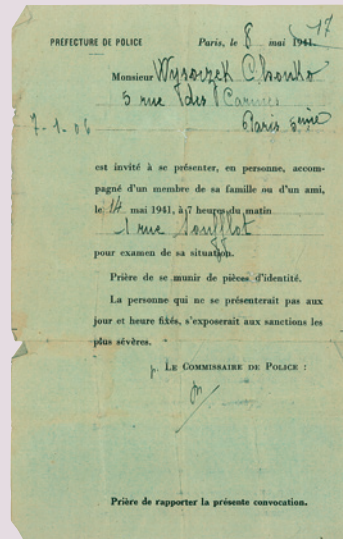 17
PRÉFECTURE DE POLICE Paris, le 8 mai 1941.
Monsieur Wysoczek
5 rue des Carmes
7-1-06 Paris 5ème
est invité à se présenter, en personne, accom-
pagné d'un membre de sa famille ou d'un ami,
le 14 mai 1941, à 7 heures du matin
1 rue Soufflot
pour examen de sa situation.
Prière de se munir de pièces d'identité.
La personne qui ne se présenterait pas aux
jour et heure fixés, s'exposerait aux sanctions les
plus sévères.
p. LE COMMISSAIRE DE POLICE :
Prière de rapporter la présente convocation.